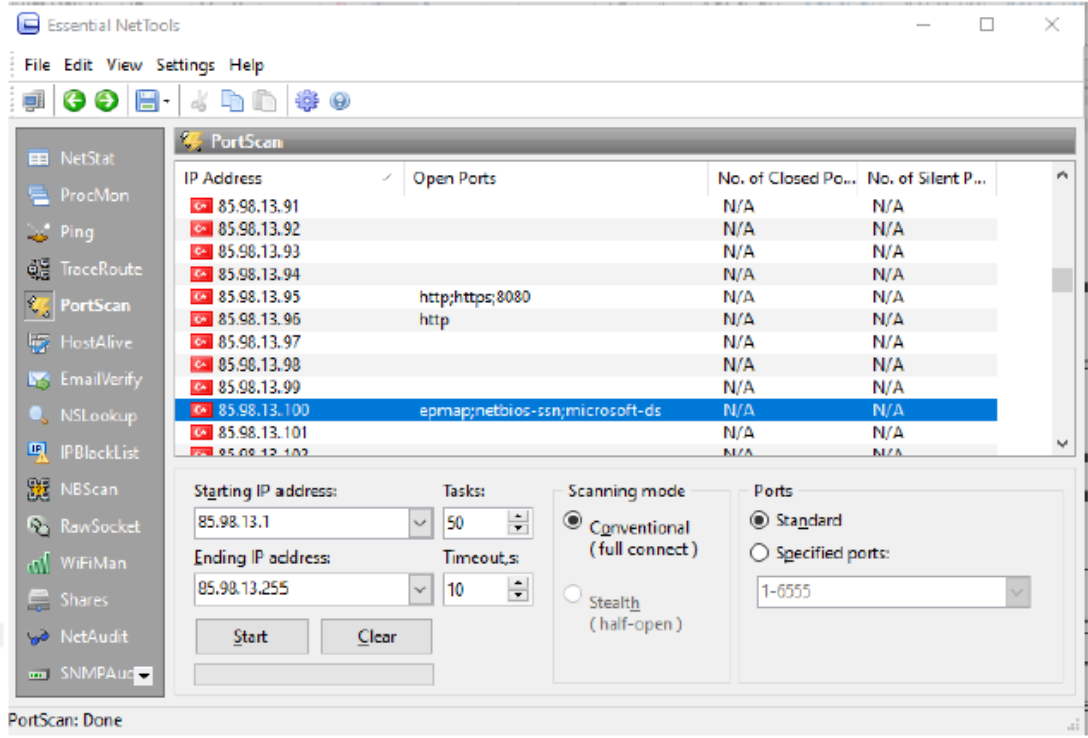 Essential NetTools
File Edit View Settings Help
NetStat
ProcMon
Ping
TraceRoute
PortScan
HostAlive
EmailVerify
NSLookup
IPBlackList
NBScan
RawSocket
WiFiMan
Shares
NetAudit
SNMPAuc
PortScan
IP Address Open Ports No. of Closed Po... No. of Silent P...
85.98.13.91 N/A N/A
85.98.13.92 N/A N/A
85.98.13.93 N/A N/A
85.98.13.94 N/A N/A
85.98.13.95 http;https;8080 N/A N/A
85.98.13.96 http N/A N/A
85.98.13.97 N/A N/A
85.98.13.98 N/A N/A
85.98.13.99 N/A N/A
85.98.13.100 epmap;netbios-ssn;microsoft-ds N/A N/A
85.98.13.101 N/A N/A
85.98.13.102 N/A N/A
Starting IP address: Tasks: Scanning mode Ports
85.98.13.1 50 Conventional Standard
(full connect) Specified ports:
Ending IP address: Timeout,s:
85.98.13.255 10 Stealth 1-6555
(half-open)
Start Clear
PortScan: Done